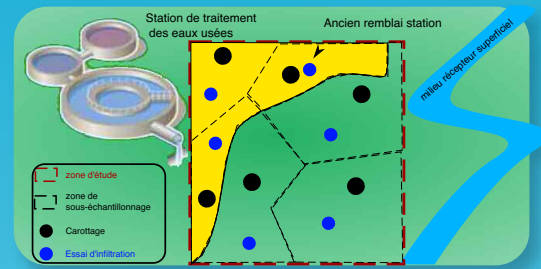 Station de traitement
des eaux usées
Ancien remblai station
milieu récepteur superficiel
zone d'étude
zone de
sous-échantillonnage
Carottage
Essai d'infiltration